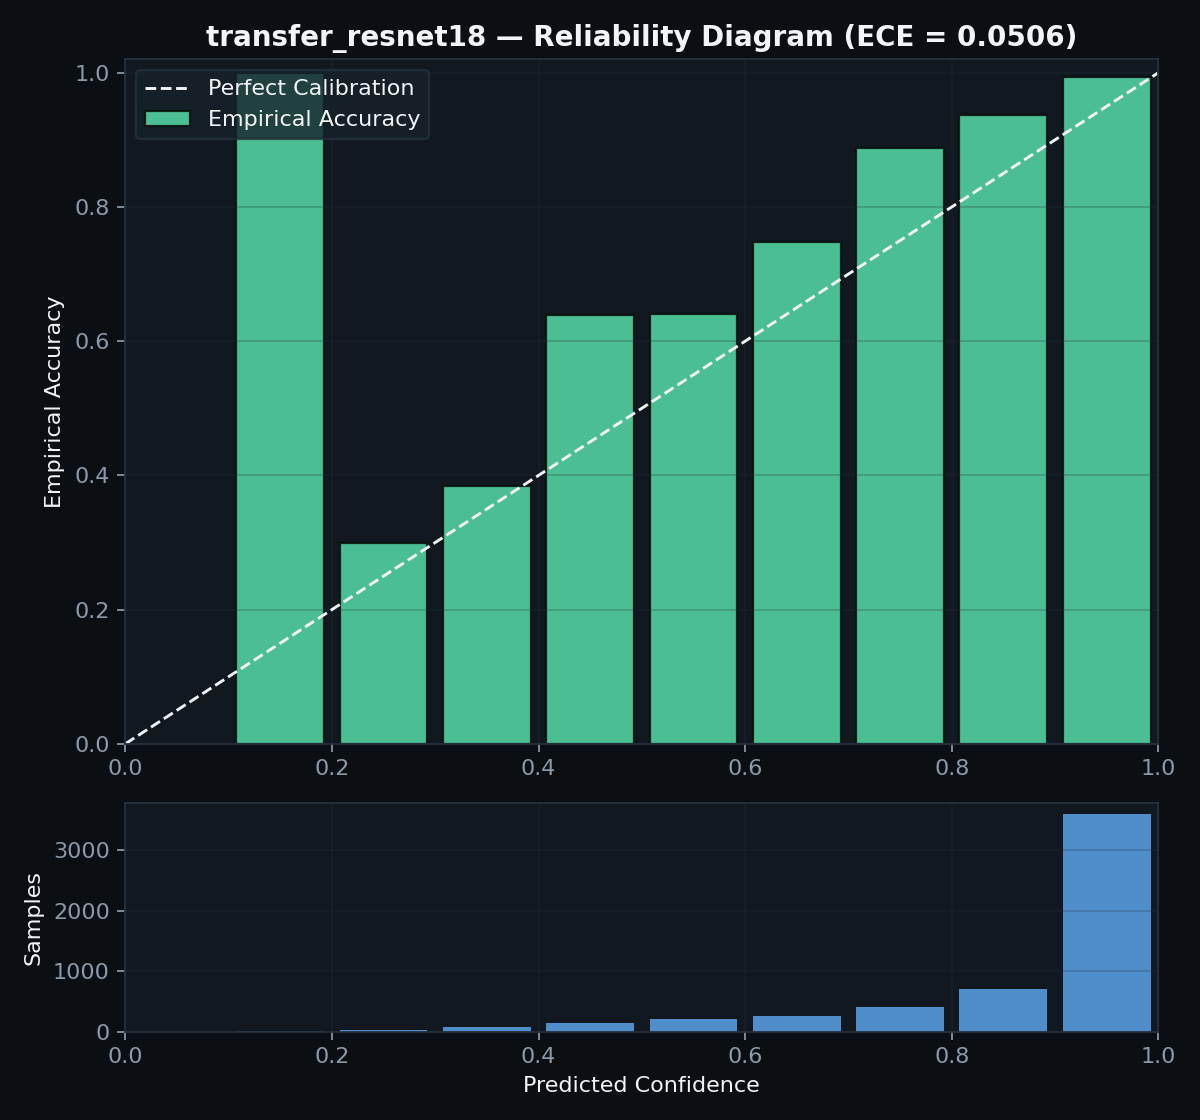 transfer_resnet18 — Reliability Diagram (ECE = 0.0506)
Perfect Calibration
Empirical Accuracy
Empirical Accuracy
1.0
0.8
0.6
0.4
0.2
0.0
0.0 0.2 0.4 0.6 0.8 1.0
Samples
3000
2000
1000
0
0.0 0.2 0.4 0.6 0.8 1.0
Predicted Confidence